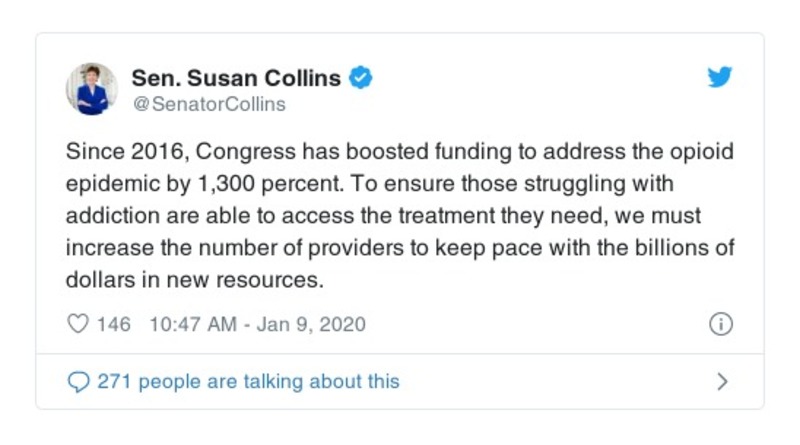 Sen. Susan Collins
@SenatorCollins
Since 2016, Congress has boosted funding to address the opioid
epidemic by 1,300 percent. To ensure those struggling with
addiction are able to access the treatment they need, we must
increase the number of providers to keep pace with the billions of
dollars in new resources.
146 10:47 AM - Jan 9, 2020
271 people are talking about this